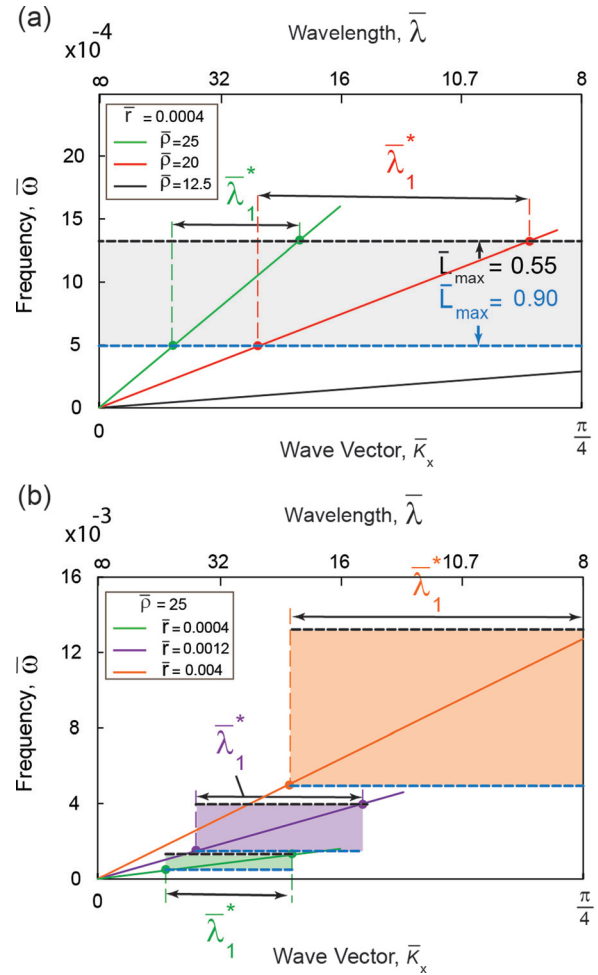 (a)
Wavelength, λ̄
x10⁻⁴
∞ 32 16 10.7 8
r̄ = 0.0004
ρ̄=25
ρ̄=20
ρ̄=12.5
λ̄₁*
λ̄₁*
20
15
10
5
0
Frequency, ω̄
L̄max= 0.55
L̄max= 0.90
0
π/4
Wave Vector, κ̄x
(b)
Wavelength, λ̄
x10⁻³
∞ 32 16 10.7 8
16
12
8
4
0
Frequency, ω̄
ρ̄ = 25
r̄ = 0.0004
r̄ = 0.0012
r̄ = 0.004
λ̄₁*
λ̄₁*
λ̄₁*
0
π/4
Wave Vector, κ̄x